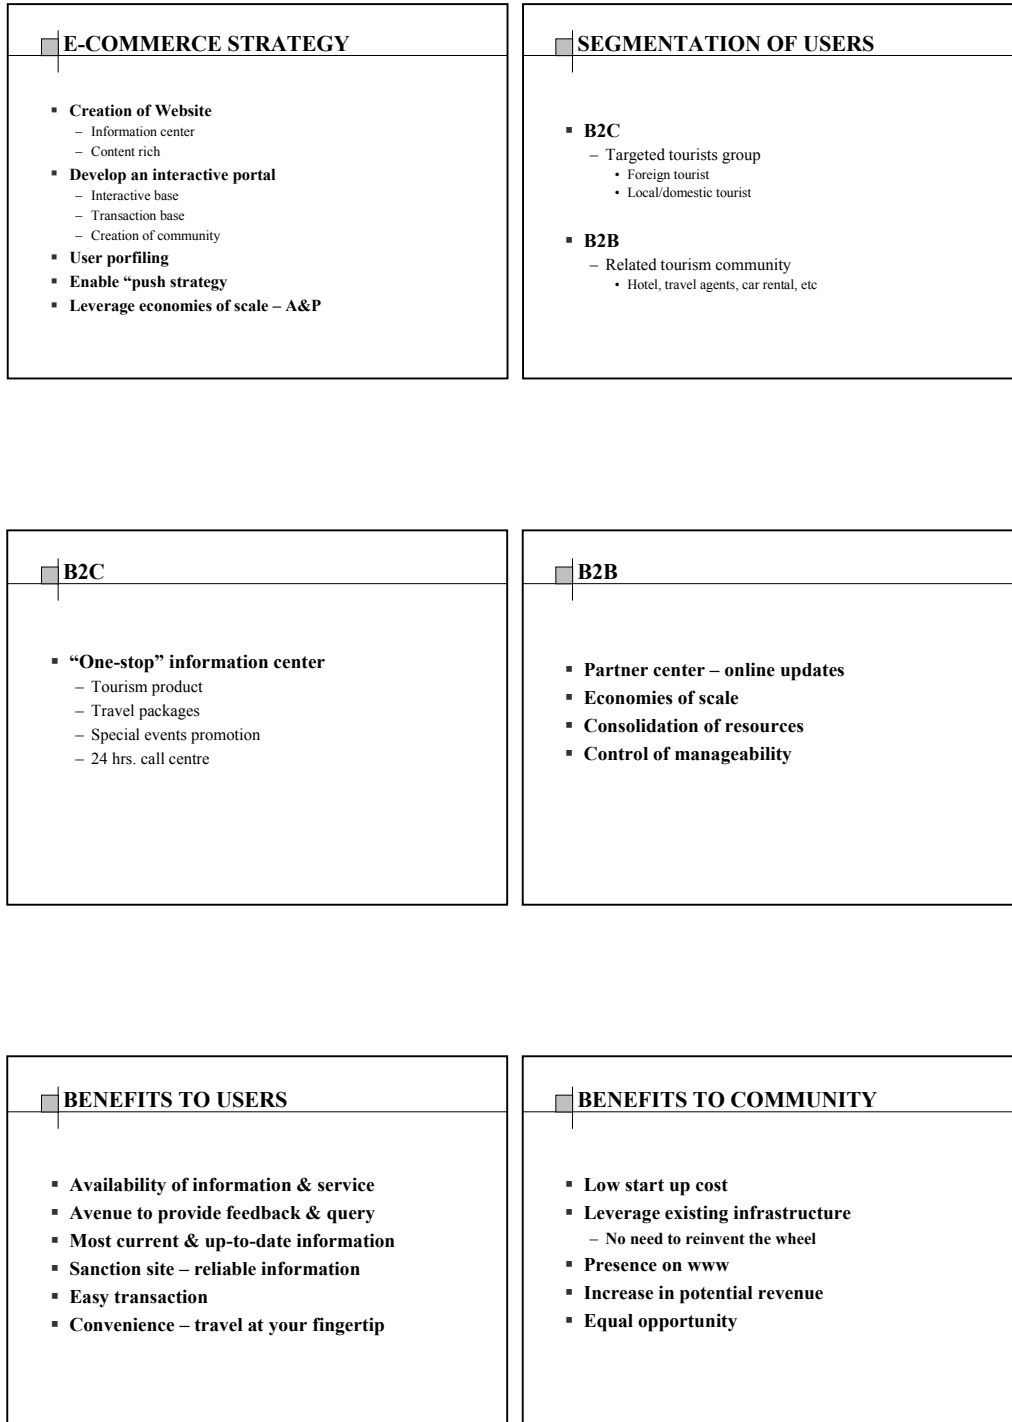 E-COMMERCE STRATEGY
▪ Creation of Website
– Information center
– Content rich
▪ Develop an interactive portal
– Interactive base
– Transaction base
– Creation of community
▪ User porfiling
▪ Enable “push strategy
▪ Leverage economies of scale – A&P
SEGMENTATION OF USERS
▪ B2C
– Targeted tourists group
• Foreign tourist
• Local/domestic tourist
▪ B2B
– Related tourism community
• Hotel, travel agents, car rental, etc
B2C
▪ “One-stop” information center
– Tourism product
– Travel packages
– Special events promotion
– 24 hrs. call centre
B2B
▪ Partner center – online updates
▪ Economies of scale
▪ Consolidation of resources
▪ Control of manageability
BENEFITS TO USERS
▪ Availability of information & service
▪ Avenue to provide feedback & query
▪ Most current & up-to-date information
▪ Sanction site – reliable information
▪ Easy transaction
▪ Convenience – travel at your fingertip
BENEFITS TO COMMUNITY
▪ Low start up cost
▪ Leverage existing infrastructure
– No need to reinvent the wheel
▪ Presence on www
▪ Increase in potential revenue
▪ Equal opportunity